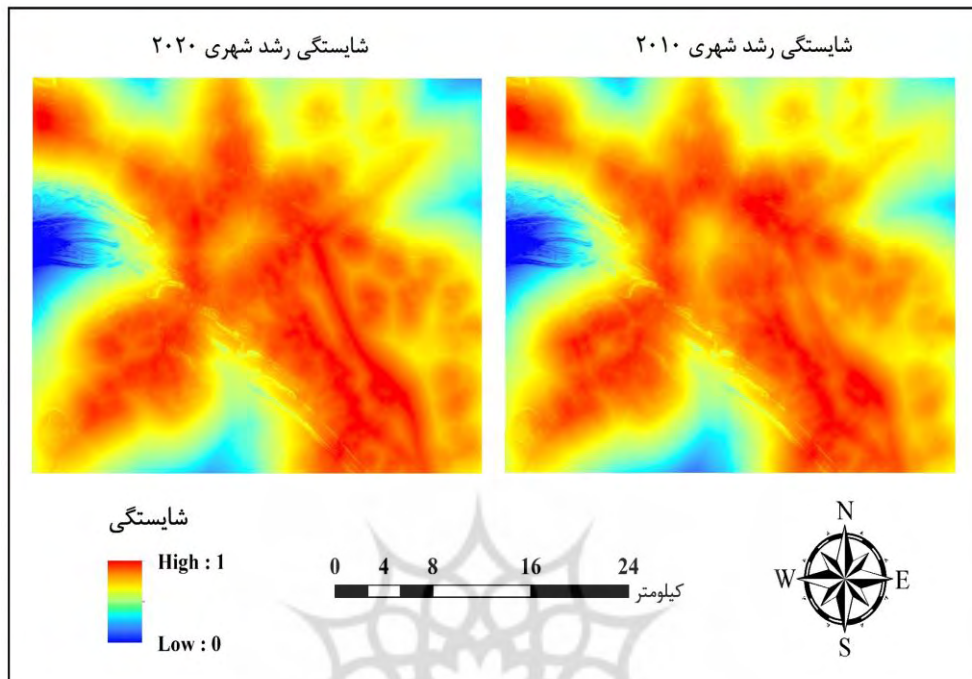 شایستگی رشد شهری ۲۰۱۰
شایستگی رشد شهری ۲۰۲۰
شایستگی
High : 1
Low : 0
0 4 8 16 24
کیلومتر
N
W E
S